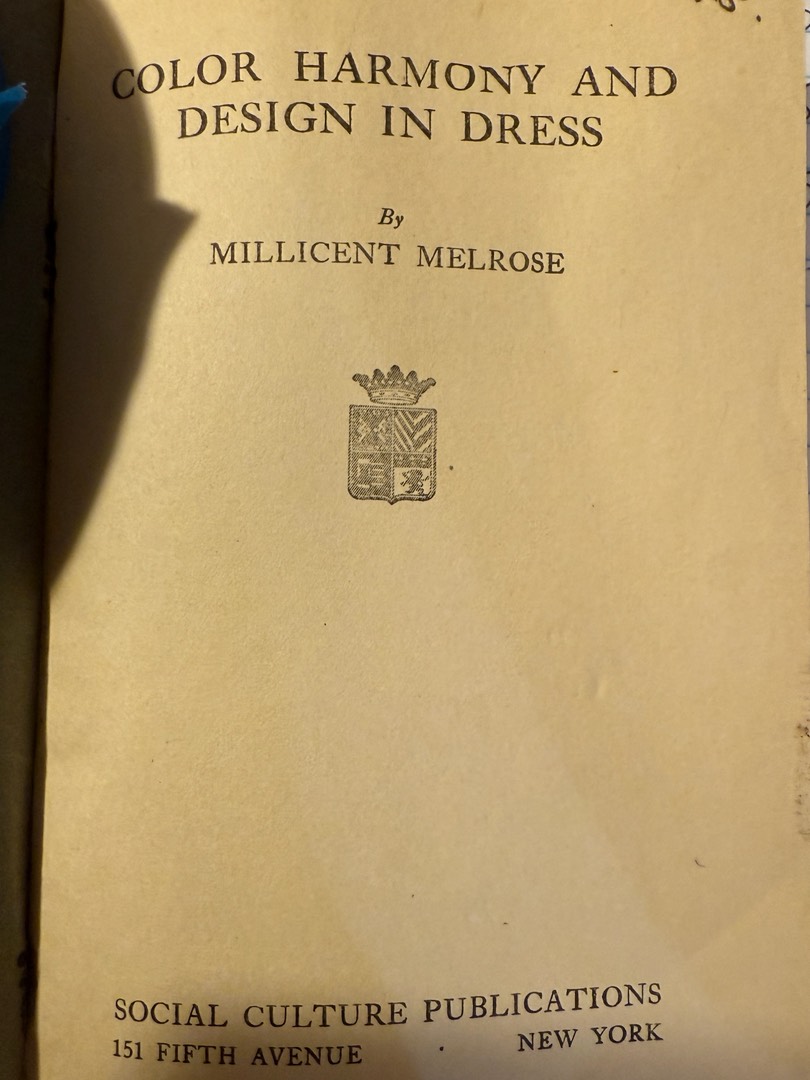 COLOR HARMONY AND
DESIGN IN DRESS
By
MILLICENT MELROSE
SOCIAL CULTURE PUBLICATIONS
151 FIFTH AVENUE · NEW YORK